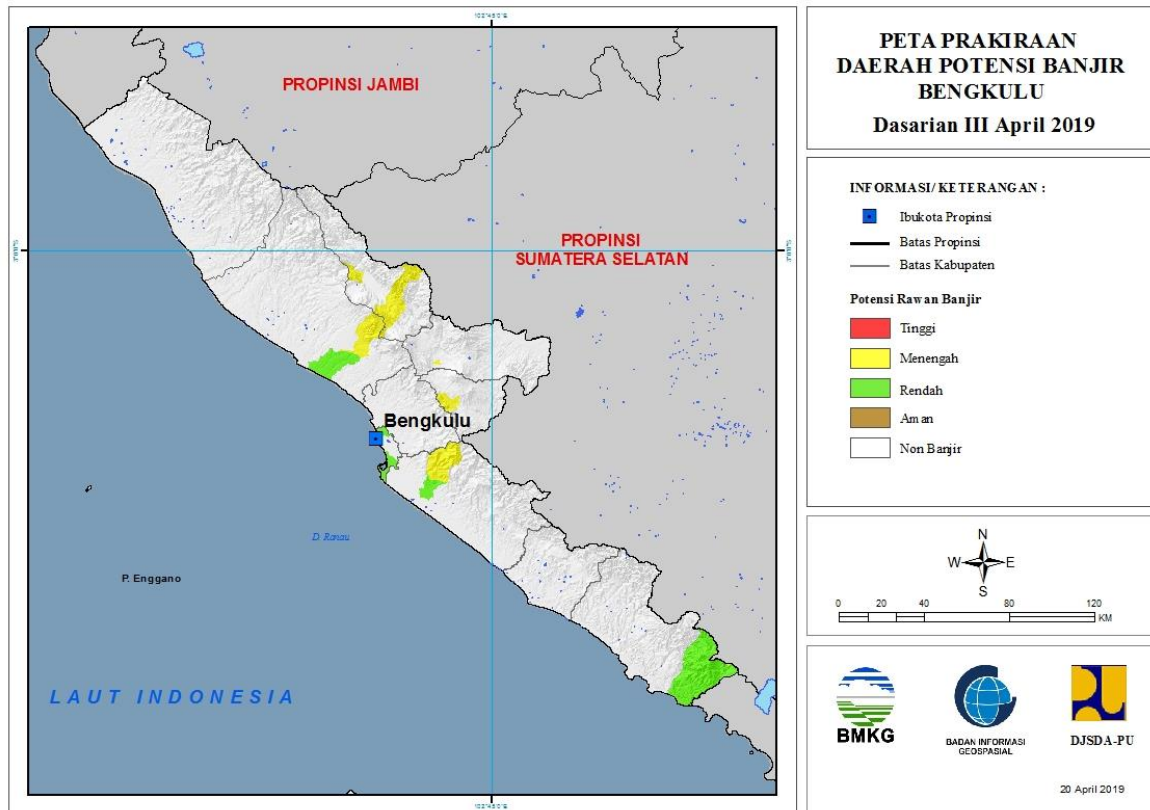 PETA PRAKIRAAN
DAERAH POTENSI BANJIR
BENGKULU
Dasarian III April 2019
PROPINSI JAMBI
PROPINSI
SUMATERA SELATAN
Bengkulu
D. Ranau
P. Enggano
LAUT INDONESIA
INFORMASI/ KETERANGAN :
Ibukota Propinsi
Batas Propinsi
Batas Kabupaten
Potensi Rawan Banjir
Tinggi
Menengah
Rendah
Aman
Non Banjir
N
W E
S
0 20 40 80 120
KM
BMKG
BADAN INFORMASI
GEOSPASIAL
DJSDA-PU
20 April 2019